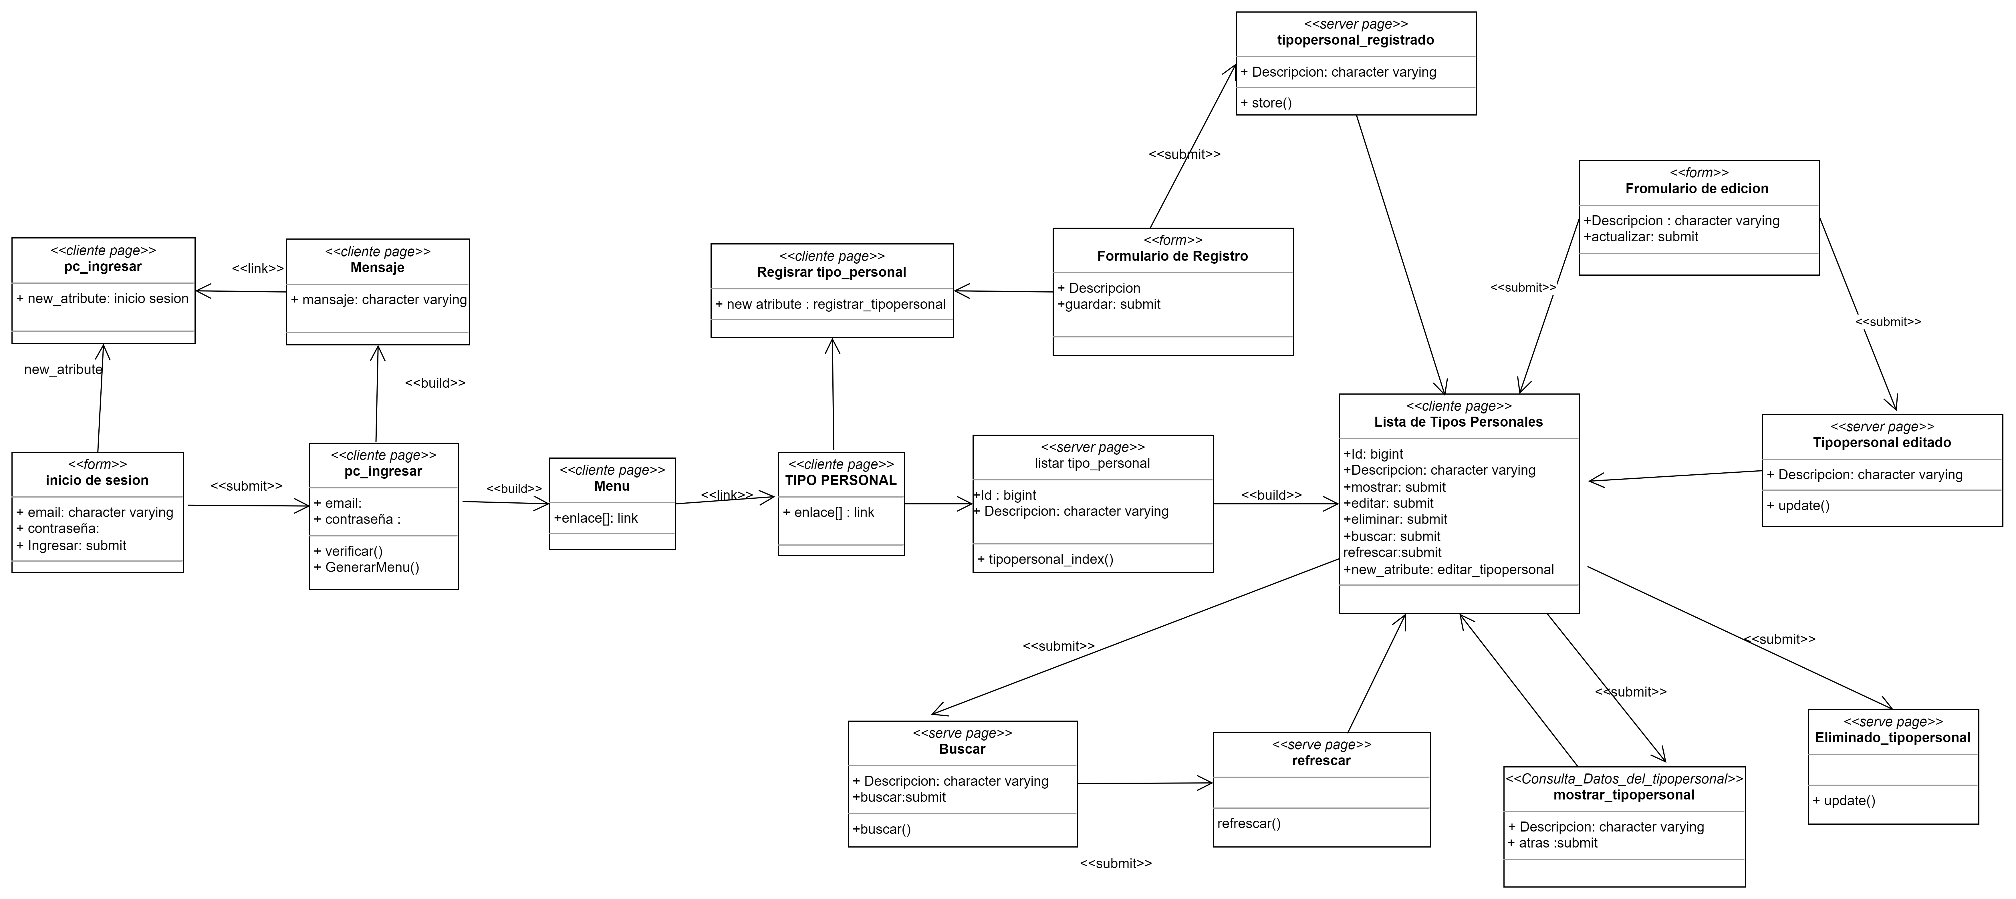 <<server page>>
tipopersonal_registrado
+ Descripcion: character varying
+ store()
<<submit>>
<<form>>
Fromulario de edicion
+Descripcion : character varying
+actualizar: submit
<<submit>>
<<submit>>
<<cliente page>>
pc_ingresar
+ new_atribute: inicio sesion
<<link>>
<<cliente page>>
Mensaje
+ mansaje: character varying
<<cliente page>>
Regisrar tipo_personal
+ new atribute : registrar_tipopersonal
<<form>>
Formulario de Registro
+ Descripcion
+guardar: submit
new_atribute
<<build>>
<<form>>
inicio de sesion
+ email: character varying
+ contraseña:
+ Ingresar: submit
<<submit>>
<<cliente page>>
pc_ingresar
+ email:
+ contraseña :
+ verificar()
+ GenerarMenu()
<<build>>
<<cliente page>>
Menu
+enlace[]: link
<<link>>
<<cliente page>>
TIPO PERSONAL
+ enlace[] : link
<<server page>>
listar tipo_personal
+Id : bigint
+ Descripcion: character varying
+ tipopersonal_index()
<<build>>
<<cliente page>>
Lista de Tipos Personales
+Id: bigint
+Descripcion: character varying
+mostrar: submit
+editar: submit
+eliminar: submit
+buscar: submit
refrescar:submit
+new_atribute: editar_tipopersonal
<<server page>>
Tipopersonal editado
+ Descripcion: character varying
+ update()
<<submit>>
<<submit>>
<<submit>>
<<serve page>>
Buscar
+ Descripcion: character varying
+buscar:submit
+buscar()
<<serve page>>
refrescar
refrescar()
<<submit>>
<<Consulta_Datos_del_tipopersonal>>
mostrar_tipopersonal
+ Descripcion: character varying
+ atras :submit
<<serve page>>
Eliminado_tipopersonal
+ update()